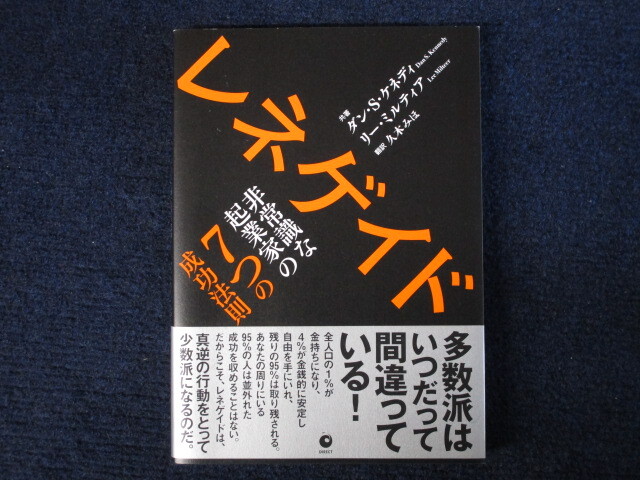 レネゲイド
非常識な
起業家の
7つの
成功法則
共著
ダン・S・ケネディ Dan S. Kennedy
リー・ミルティア Lee Milteer
翻訳 久木みほ
多数派は
いつだって
間違って
いる！
全人口の1％が
金持ちになり、
4％が金銭的に安定し
自由を手にいれ、
残りの95％は取り残される。
あなたの周りにいる
95％の人は並外れた
成功を収めることはない。
だからこそ、レネゲイドは、
真逆の行動をとって
少数派になるのだ。
DIRECT